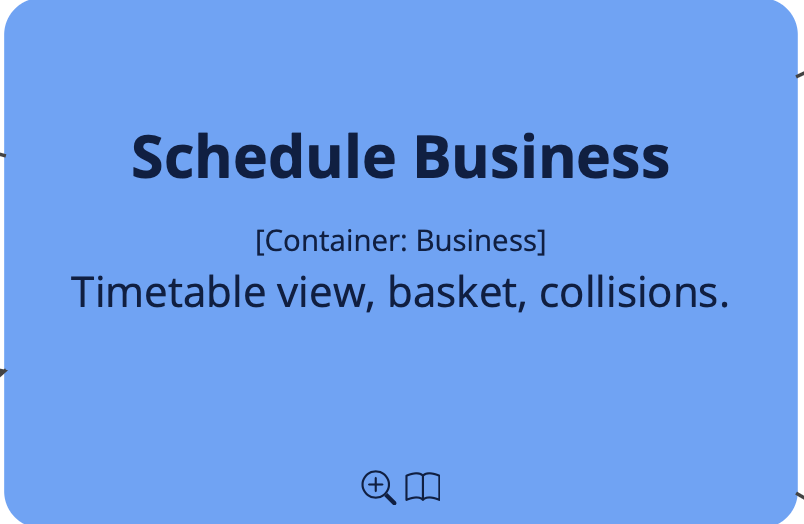 Schedule Business
[Container: Business]
Timetable view, basket, collisions.